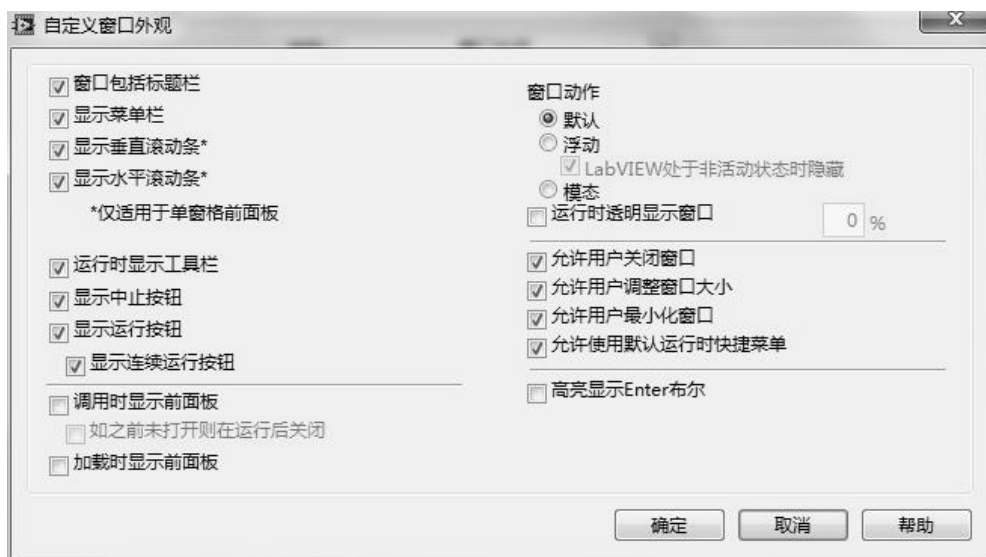 自定义窗口外观
窗口包括标题栏
显示菜单栏
显示垂直滚动条*
显示水平滚动条*
*仅适用于单窗格前面板
运行时显示工具栏
显示中止按钮
显示运行按钮
显示连续运行按钮
调用时显示前面板
如之前未打开则在运行后关闭
加载时显示前面板
窗口动作
默认
浮动
LabVIEW处于非活动状态时隐藏
模态
运行时透明显示窗口
0 %
允许用户关闭窗口
允许用户调整窗口大小
允许用户最小化窗口
允许使用默认运行时快捷菜单
高亮显示Enter布尔
确定
取消
帮助